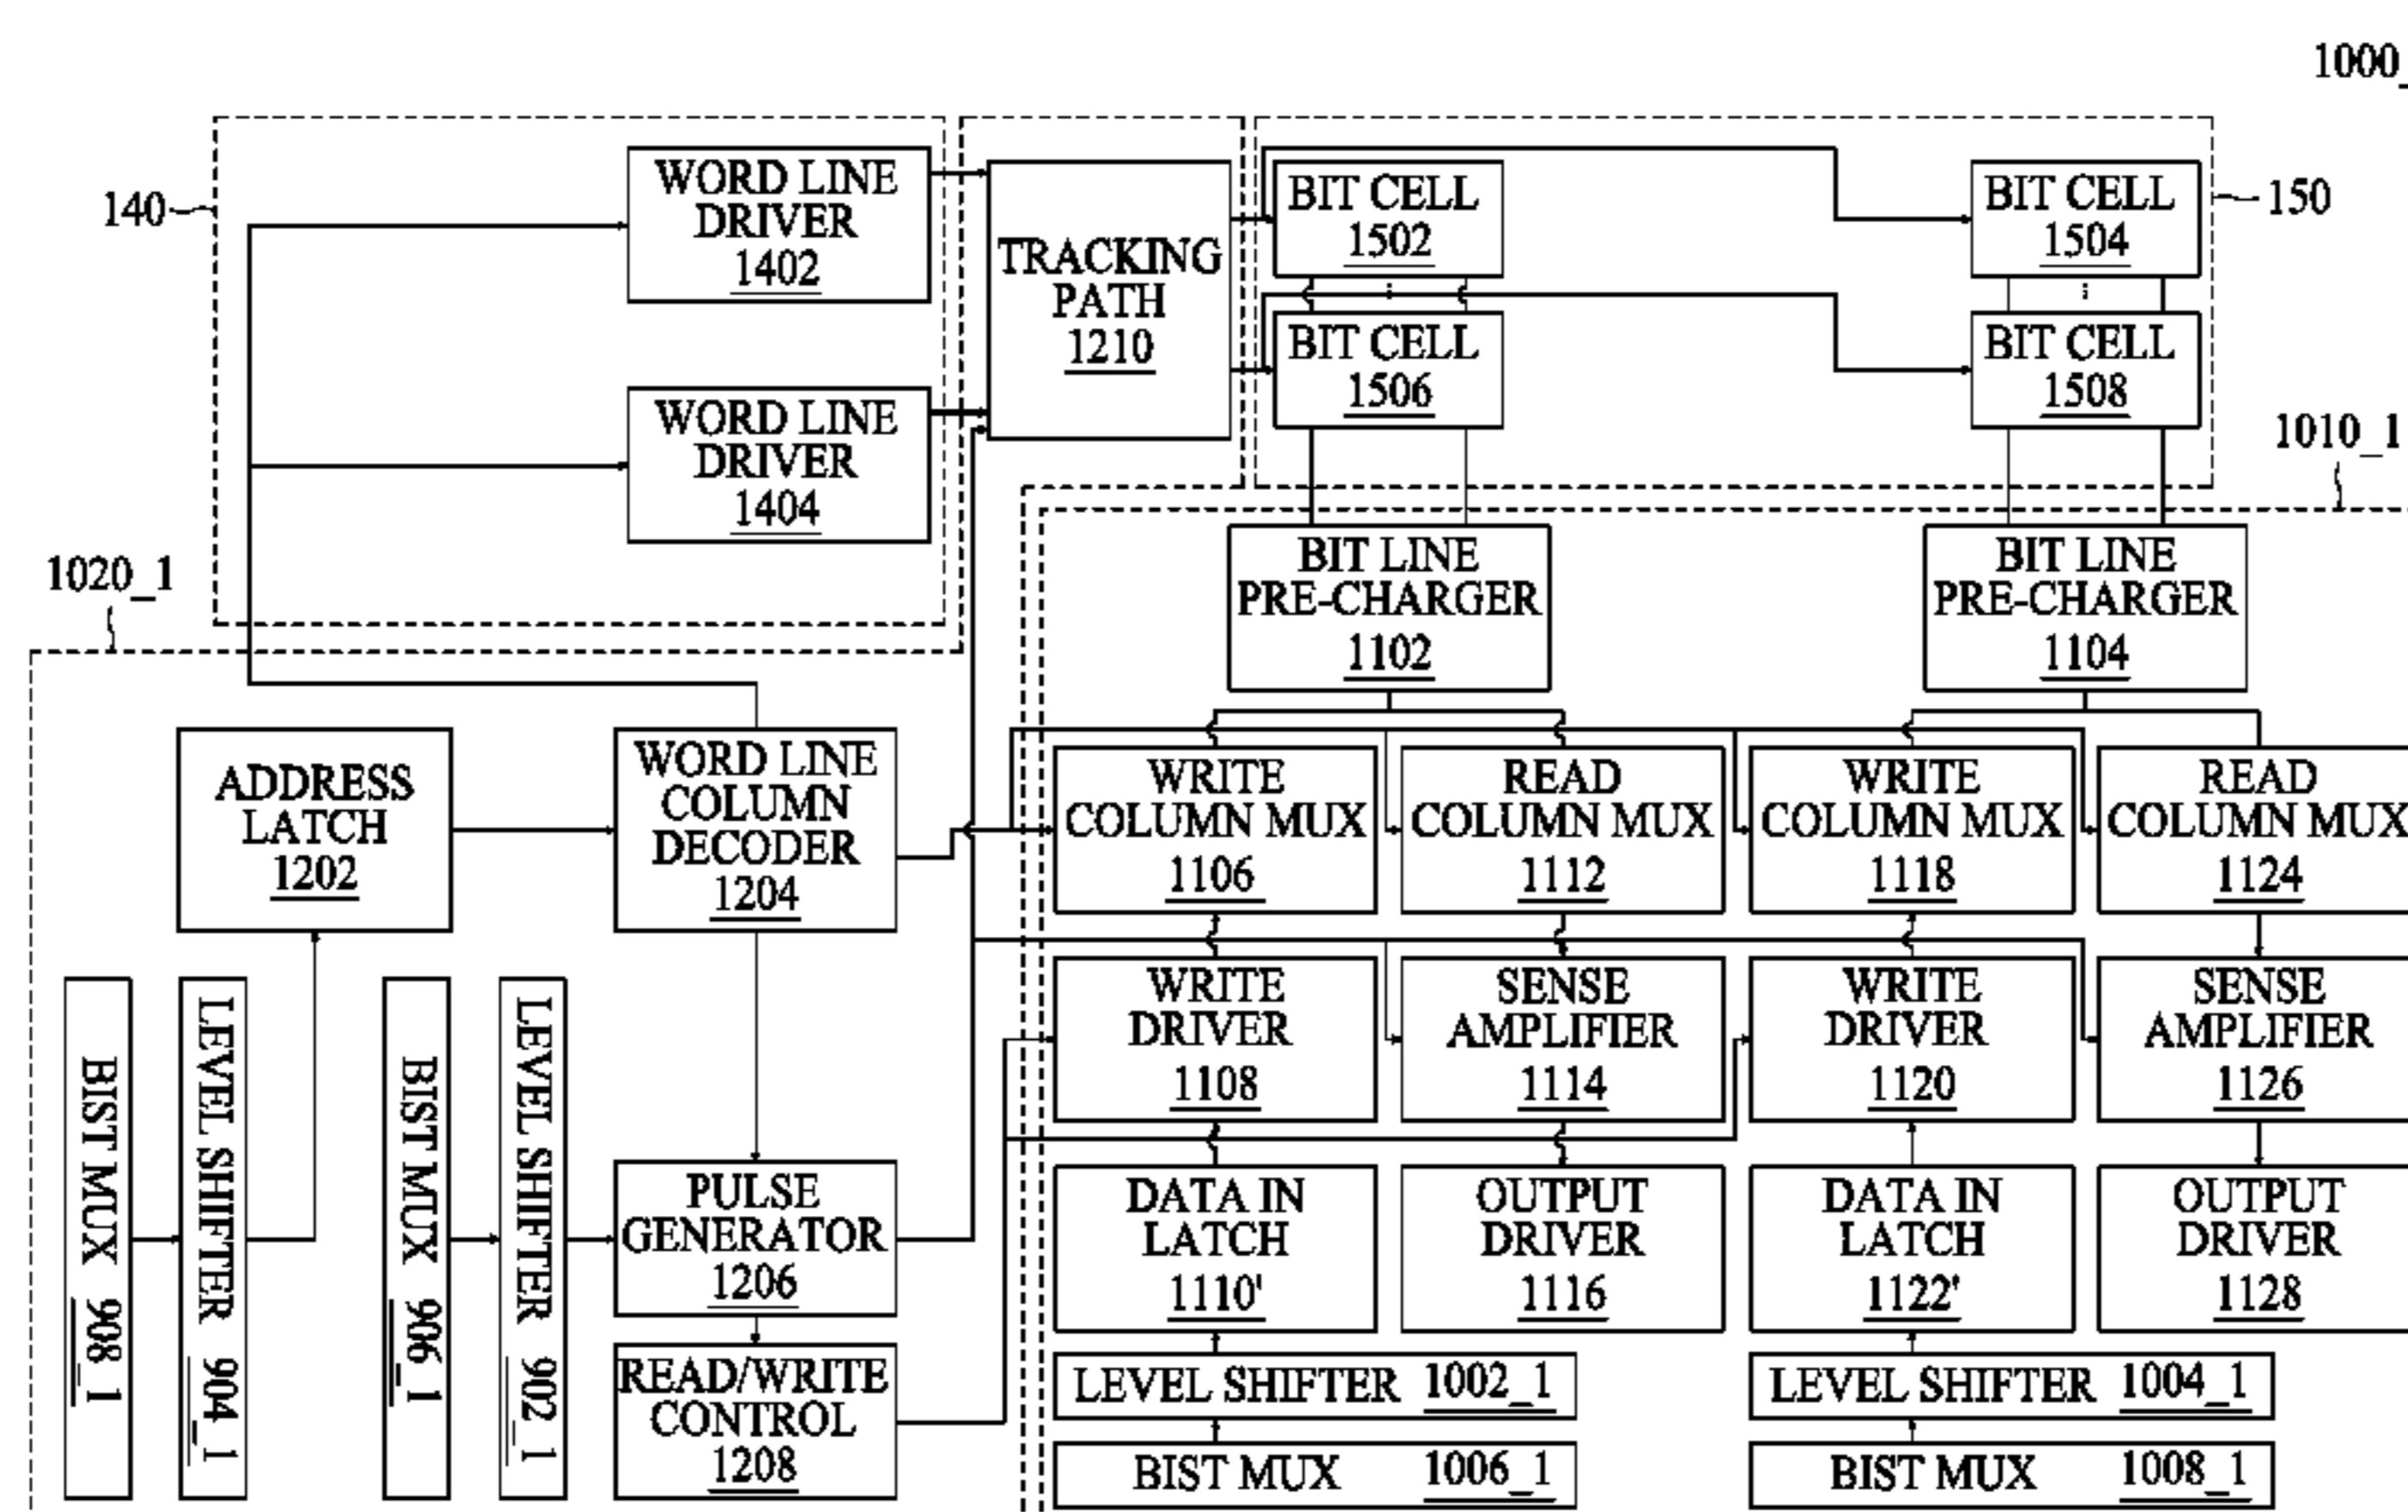 1000_
140
WORD LINE
DRIVER
1402
WORD LINE
DRIVER
1404
TRACKING
PATH
1210
BIT CELL
1502
BIT CELL
1504
150
BIT CELL
1506
BIT CELL
1508
1010_1
1020_1
BIT LINE
PRE-CHARGER
1102
BIT LINE
PRE-CHARGER
1104
ADDRESS
LATCH
1202
WORD LINE
COLUMN
DECODER
1204
WRITE
COLUMN MUX
1106
READ
COLUMN MUX
1112
WRITE
COLUMN MUX
1118
READ
COLUMN MUX
1124
BIST MUX 908_1
LEVEL SHIFTER 904_1
BIST MUX 906_1
LEVEL SHIFTER 902_1
WRITE
DRIVER
1108
SENSE
AMPLIFIER
1114
WRITE
DRIVER
1120
SENSE
AMPLIFIER
1126
PULSE
GENERATOR
1206
READ/WRITE
CONTROL
1208
DATA IN
LATCH
1110'
OUTPUT
DRIVER
1116
DATA IN
LATCH
1122'
OUTPUT
DRIVER
1128
LEVEL SHIFTER 1002_1
LEVEL SHIFTER 1004_1
BIST MUX 1006_1
BIST MUX 1008_1